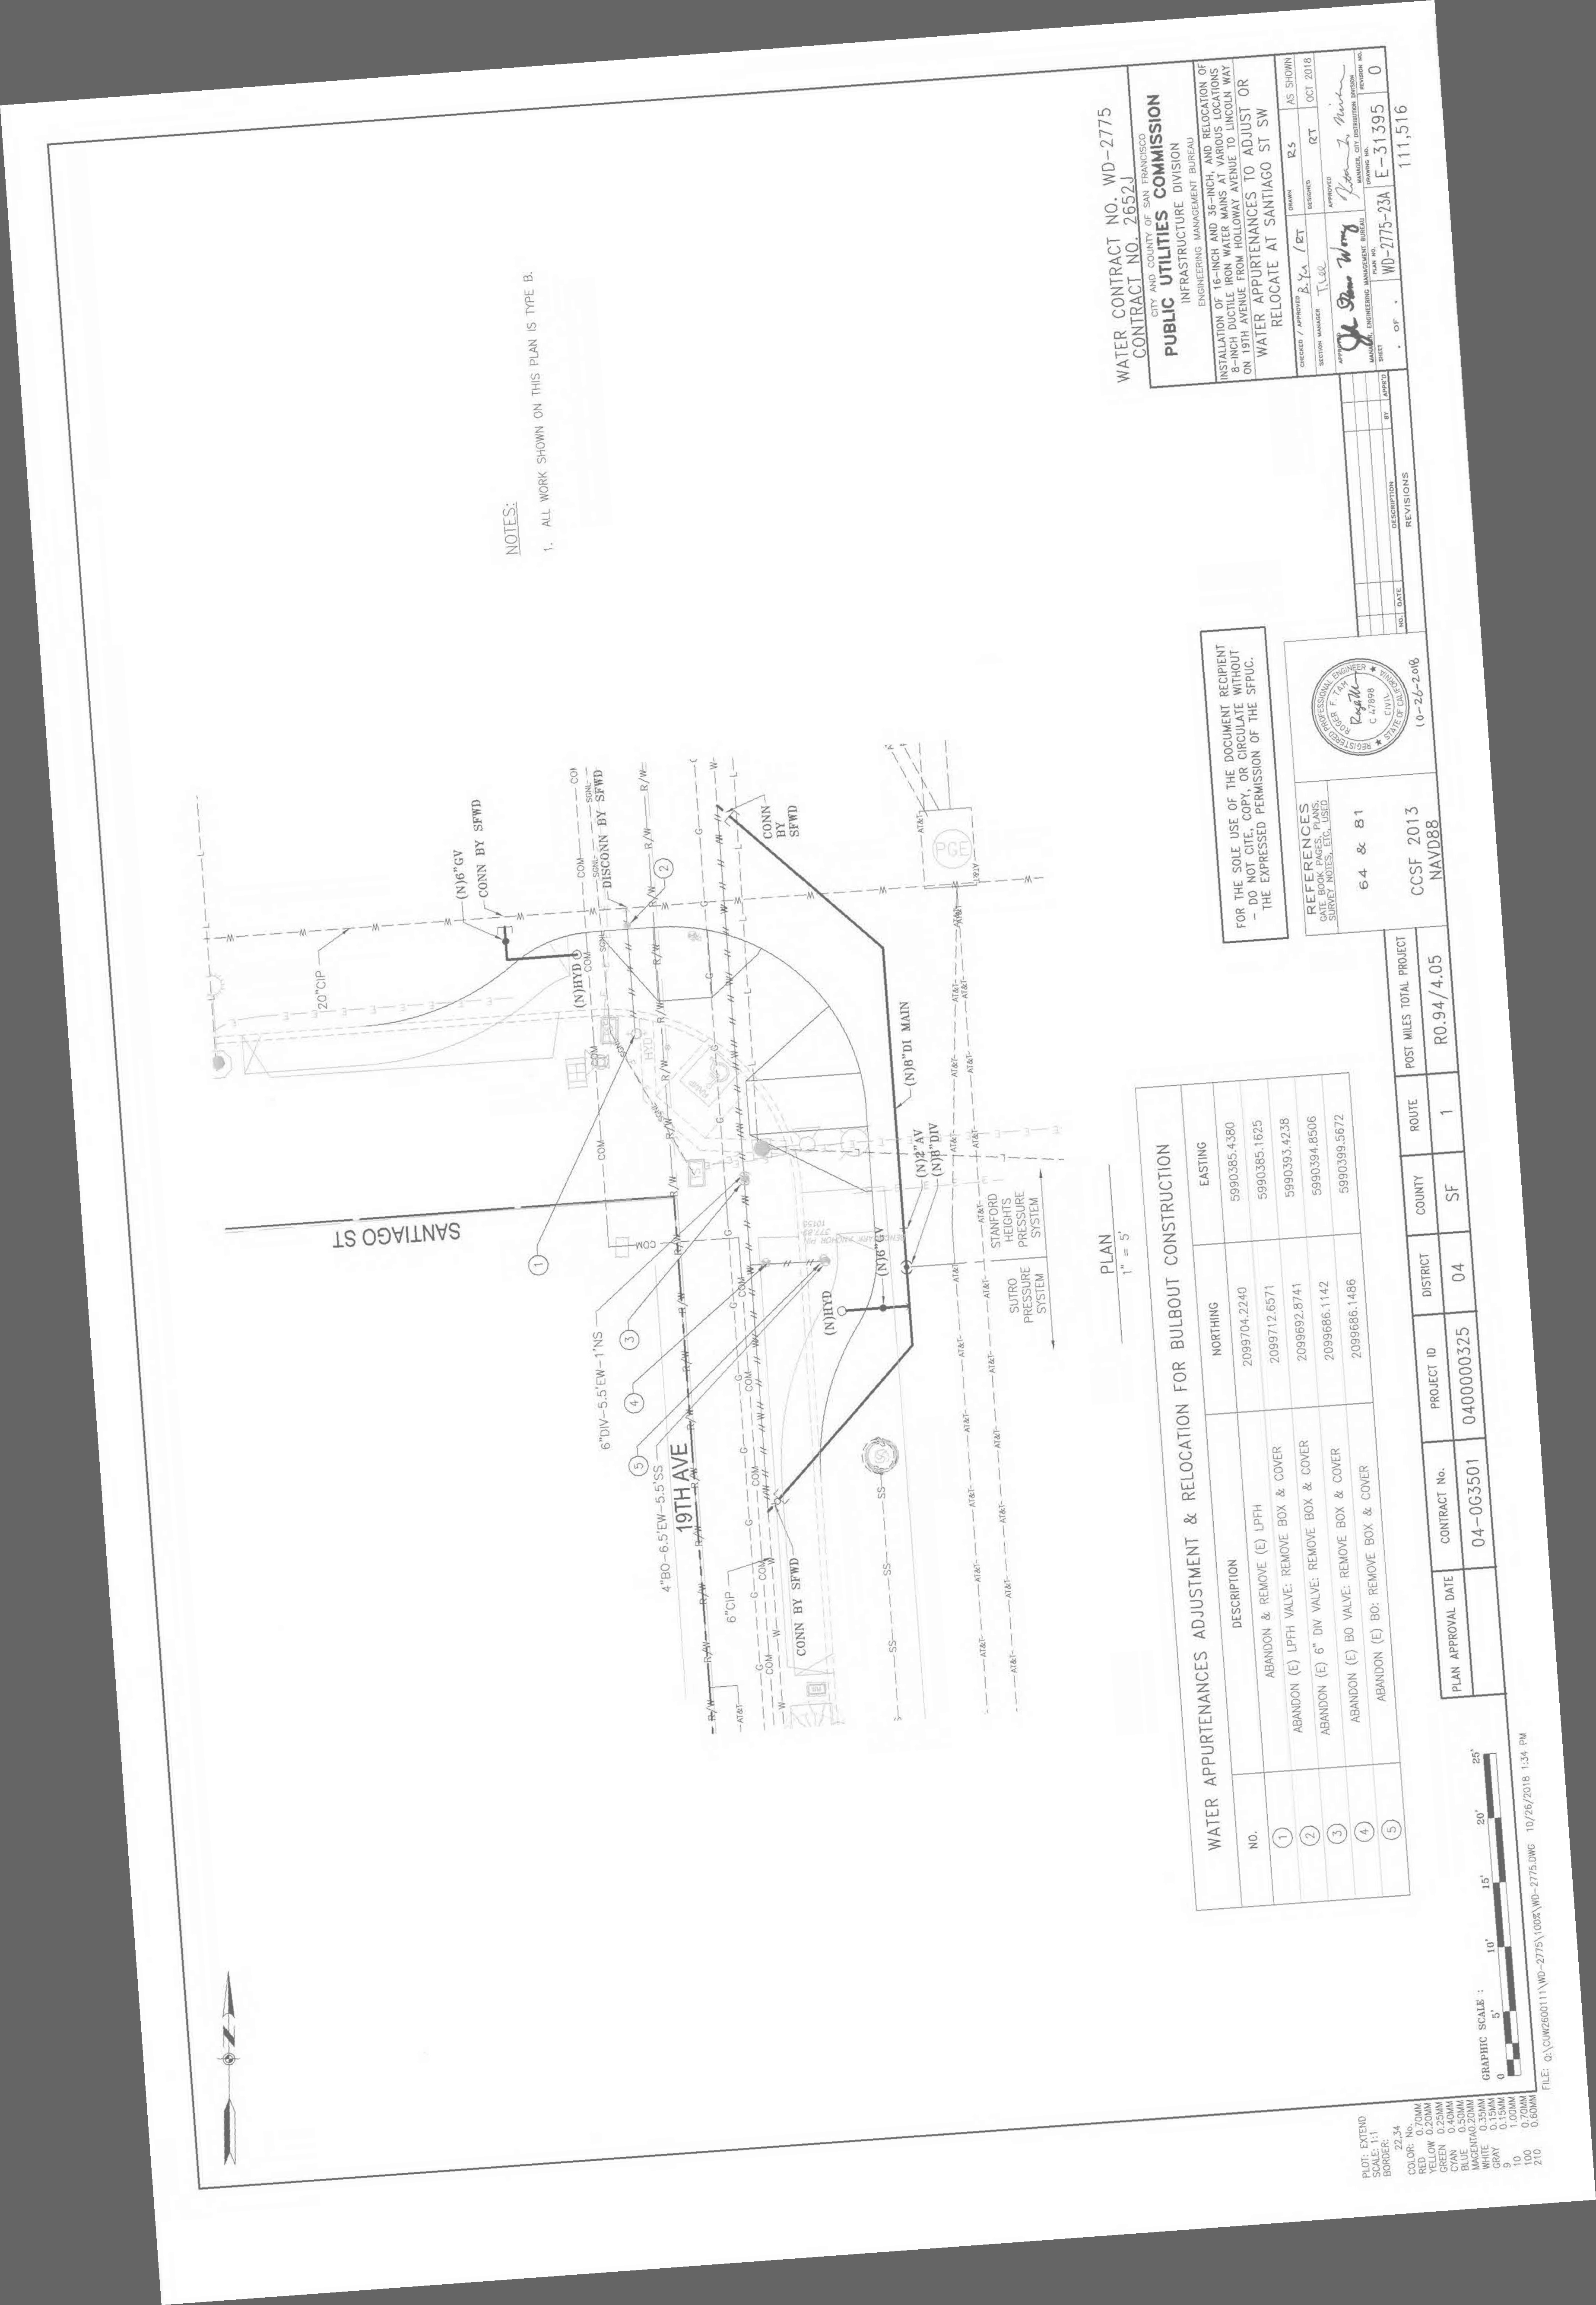 NOTES:
1. ALL WORK SHOWN ON THIS PLAN IS TYPE B.
SANTIAGO ST
20"CIP
(N)6"GV
CONN BY SFWD
(N)HYD
DISCONN BY SFWD
HYD
CONN
BY
SFWD
PGE
6"DIV-5.5'EW-1'NS
4"BO-6.5'EW-5.5'SS
19TH AVE
6"CIP
CONN BY SFWD
(N)HYD
(N)6"GV
(N)2"AV
(N)8"DIV
(N)8"DI MAIN
SUTRO
PRESSURE
SYSTEM
STANFORD
HEIGHTS
PRESSURE
SYSTEM
1
2
3
4
5
PLAN
1" = 5'
WATER APPURTENANCES ADJUSTMENT & RELOCATION FOR BULBOUT CONSTRUCTION
NO. DESCRIPTION NORTHING EASTING
1 ABANDON & REMOVE (E) LPFH 2099704.2240 5990385.4380
2 ABANDON (E) LPFH VALVE: REMOVE BOX & COVER 2099712.6571 5990385.1625
3 ABANDON (E) 6" DIV VALVE: REMOVE BOX & COVER 2099692.8741 5990393.4238
4 ABANDON (E) BO VALVE: REMOVE BOX & COVER 2099686.1142 5990394.8506
5 ABANDON (E) BO: REMOVE BOX & COVER 2099686.1486 5990399.5672
FOR THE SOLE USE OF THE DOCUMENT RECIPIENT
- DO NOT CITE, COPY, OR CIRCULATE WITHOUT
THE EXPRESSED PERMISSION OF THE SFPUC.
WATER CONTRACT NO. WD-2775
CONTRACT NO. 2652J
CITY AND COUNTY OF SAN FRANCISCO
PUBLIC UTILITIES COMMISSION
INFRASTRUCTURE DIVISION
ENGINEERING MANAGEMENT BUREAU
INSTALLATION OF 16-INCH AND 36-INCH, AND RELOCATION OF
8-INCH DUCTILE IRON WATER MAINS AT VARIOUS LOCATIONS
ON 19TH AVENUE FROM HOLLOWAY AVENUE TO LINCOLN WAY
WATER APPURTENANCES TO ADJUST OR
RELOCATE AT SANTIAGO ST SW
CHECKED / APPROVED B.Yu / RT DRAWN RS AS SHOWN
SECTION MANAGER T.Lee DESIGNED RT OCT 2018
APPROVED APPROVED
MANAGER, ENGINEERING MANAGEMENT BUREAU MANAGER, CITY DISTRIBUTION DIVISION
SHEET PLAN NO. DRAWING NO. REVISION NO.
. OF . WD-2775-23A E-31395 0
111,516
NO. DATE DESCRIPTION BY APPR'D
REVISIONS
REFERENCES
GATE BOOK PAGES, PLANS,
SURVEY NOTES, ETC. USED
64 & 81
CCSF 2013
NAVD88
REGISTERED PROFESSIONAL ENGINEER
ROGER F. TAM
C 47898
CIVIL
STATE OF CALIFORNIA
10-26-2018
PLAN APPROVAL DATE CONTRACT No. PROJECT ID DISTRICT COUNTY ROUTE POST MILES TOTAL PROJECT
04-0G3501 0400000325 04 SF 1 R0.94/4.05
GRAPHIC SCALE :
0 5' 10' 15' 20' 25'
FILE: Q:\CUW2600111\WD-2775\100%\WD-2775.DWG 10/26/2018 1:34 PM
PLOT: EXTEND
SCALE: 1:1
BORDER:
22,34
COLOR: No.
RED 0.70MM
YELLOW 0.20MM
GREEN 0.25MM
CYAN 0.40MM
BLUE 0.50MM
MAGENTA 0.20MM
WHITE 0.35MM
GRAY 0.15MM
9 0.15MM
10 1.00MM
100 0.70MM
210 0.60MM